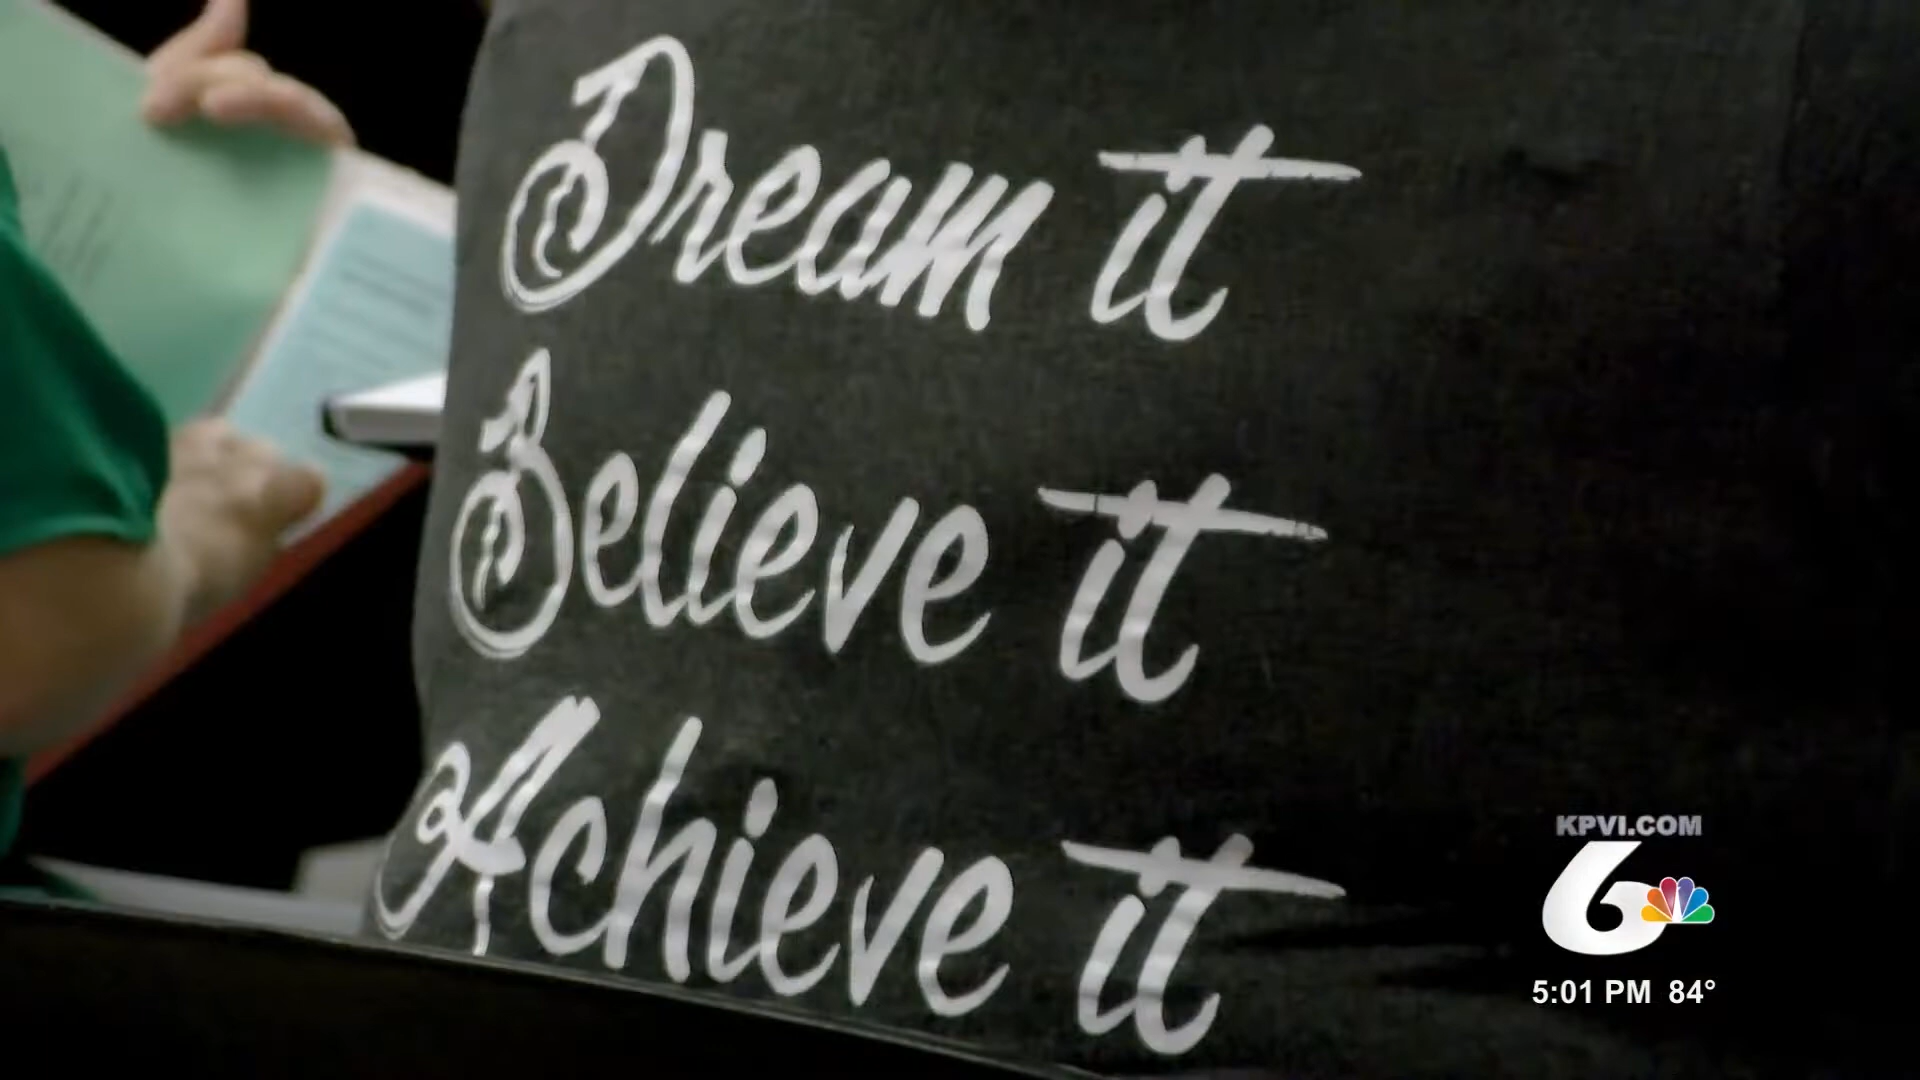 Dream it
Believe it
Achieve it
KPVI.COM
6
5:01 PM 84°